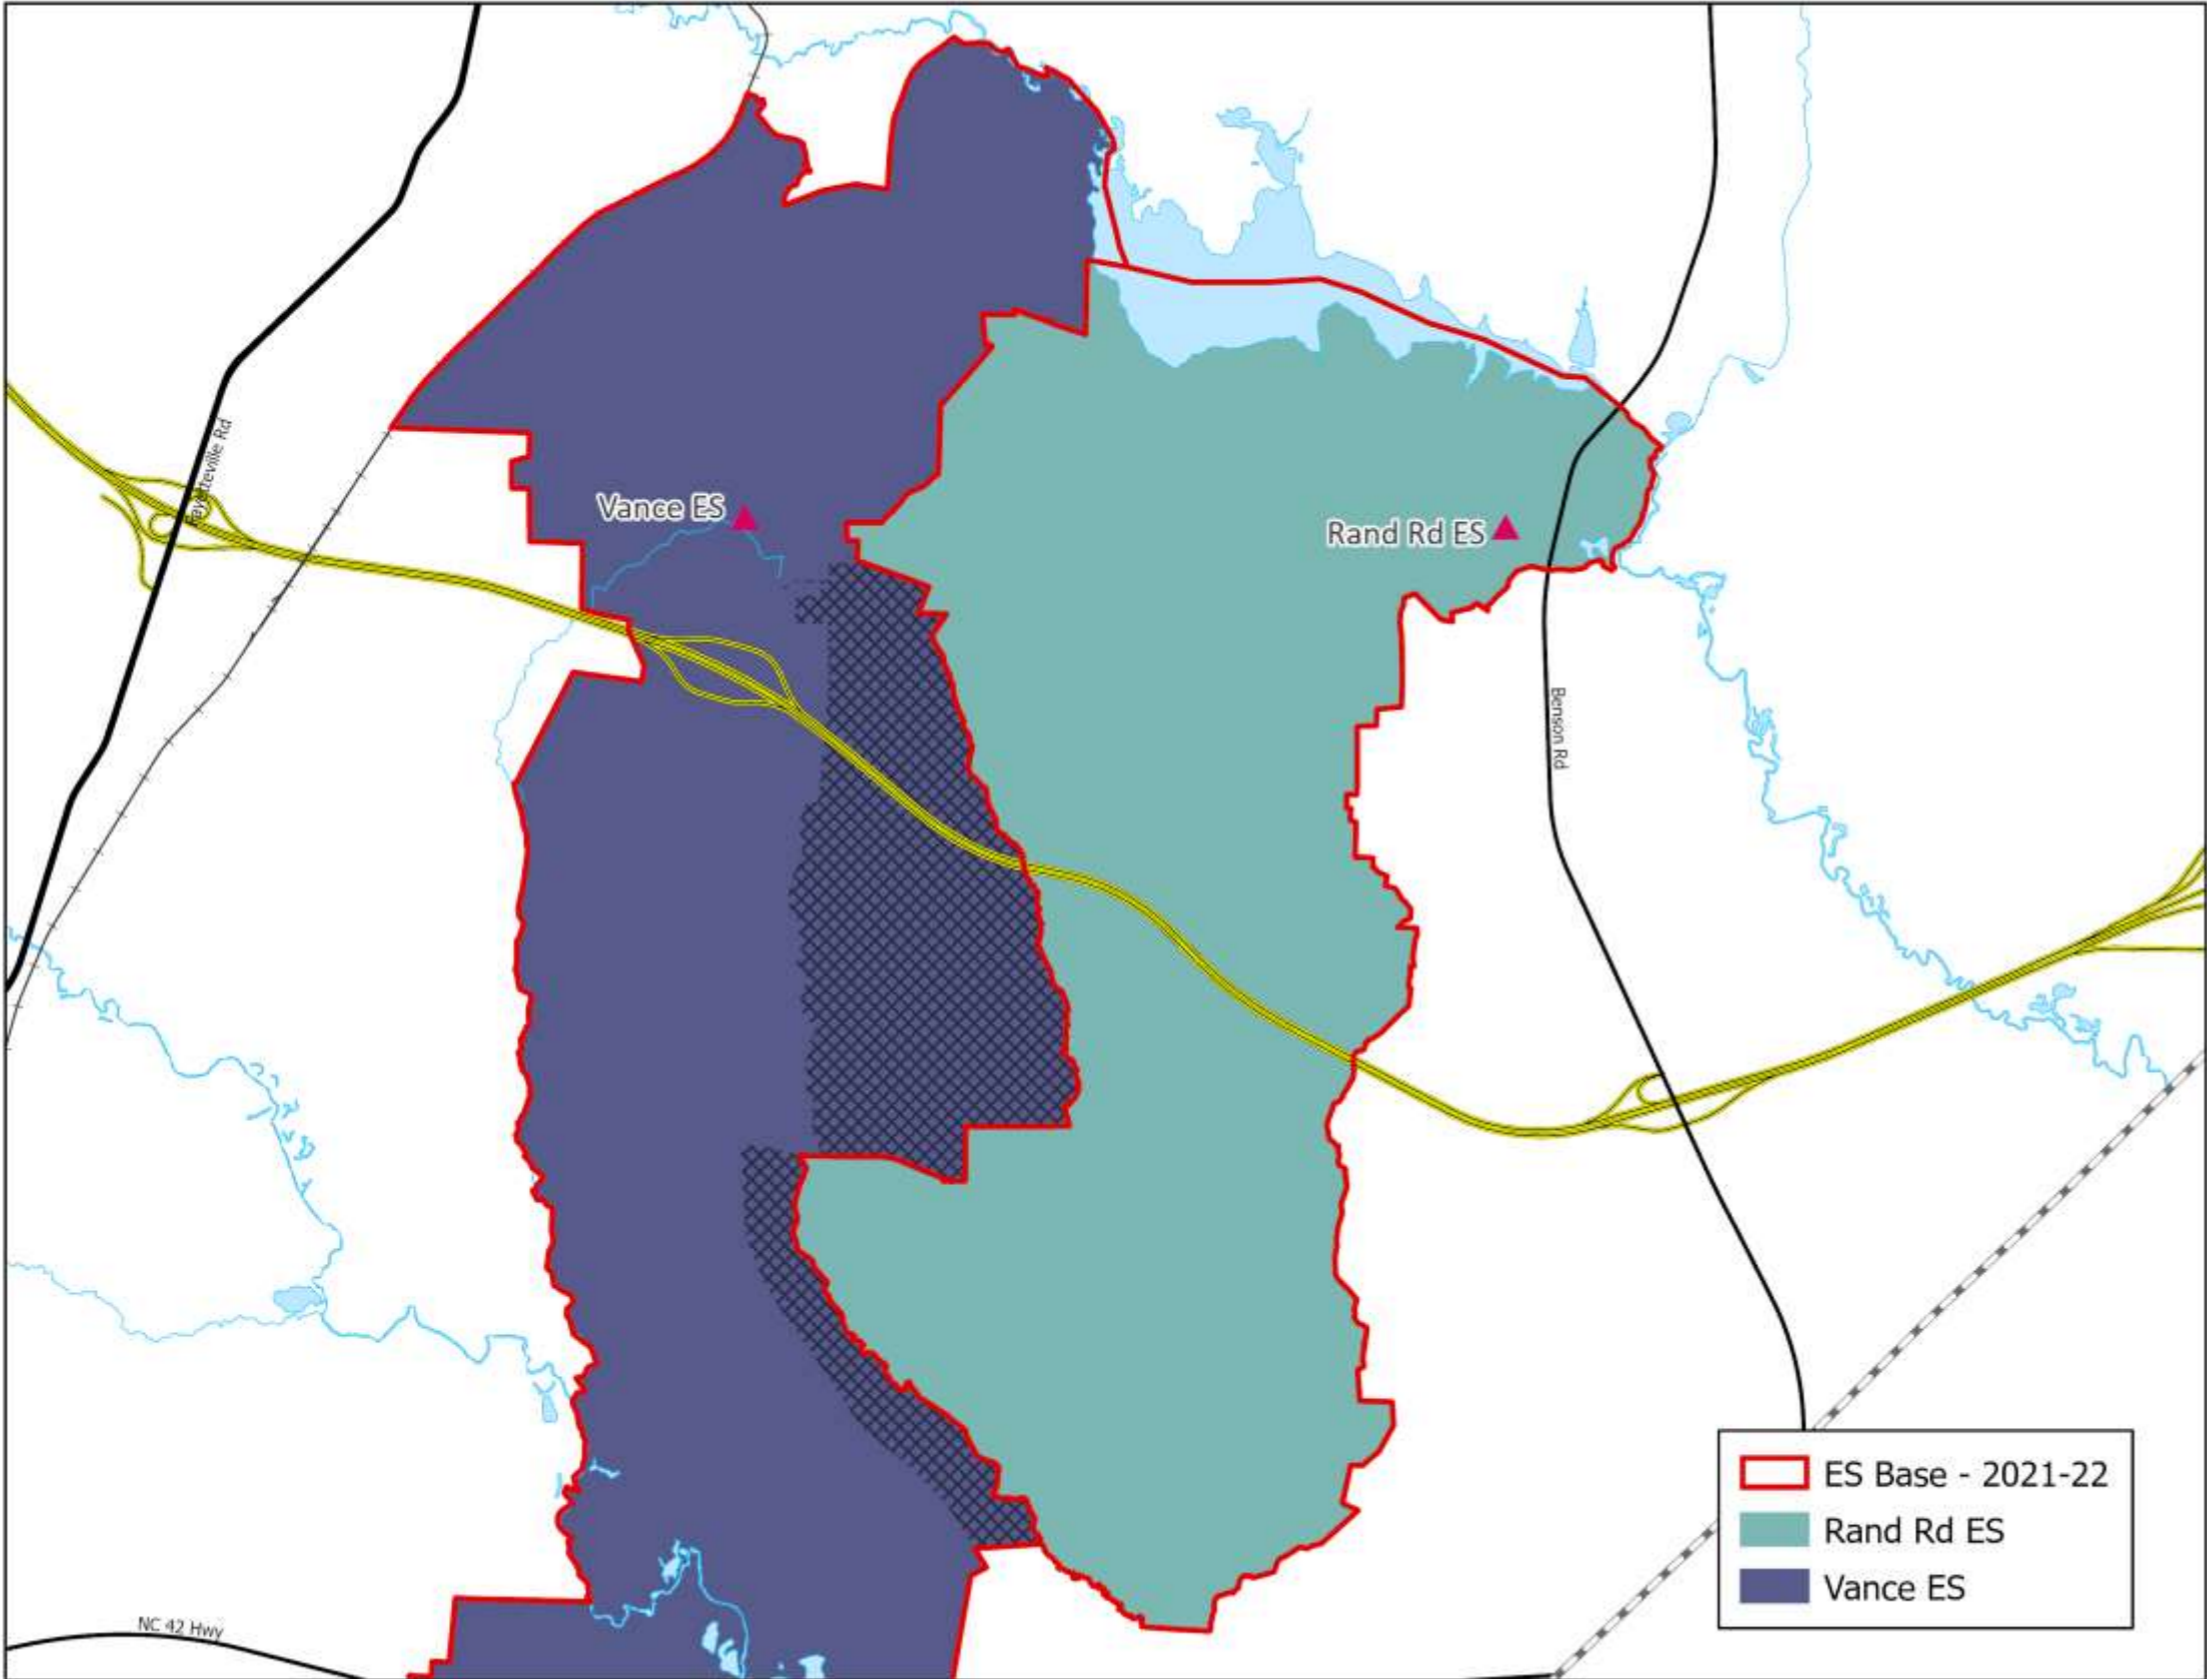 Fayetteville Rd
Vance ES
Rand Rd ES
Benson Rd
ES Base - 2021-22
Rand Rd ES
Vance ES
NC 42 Hwy